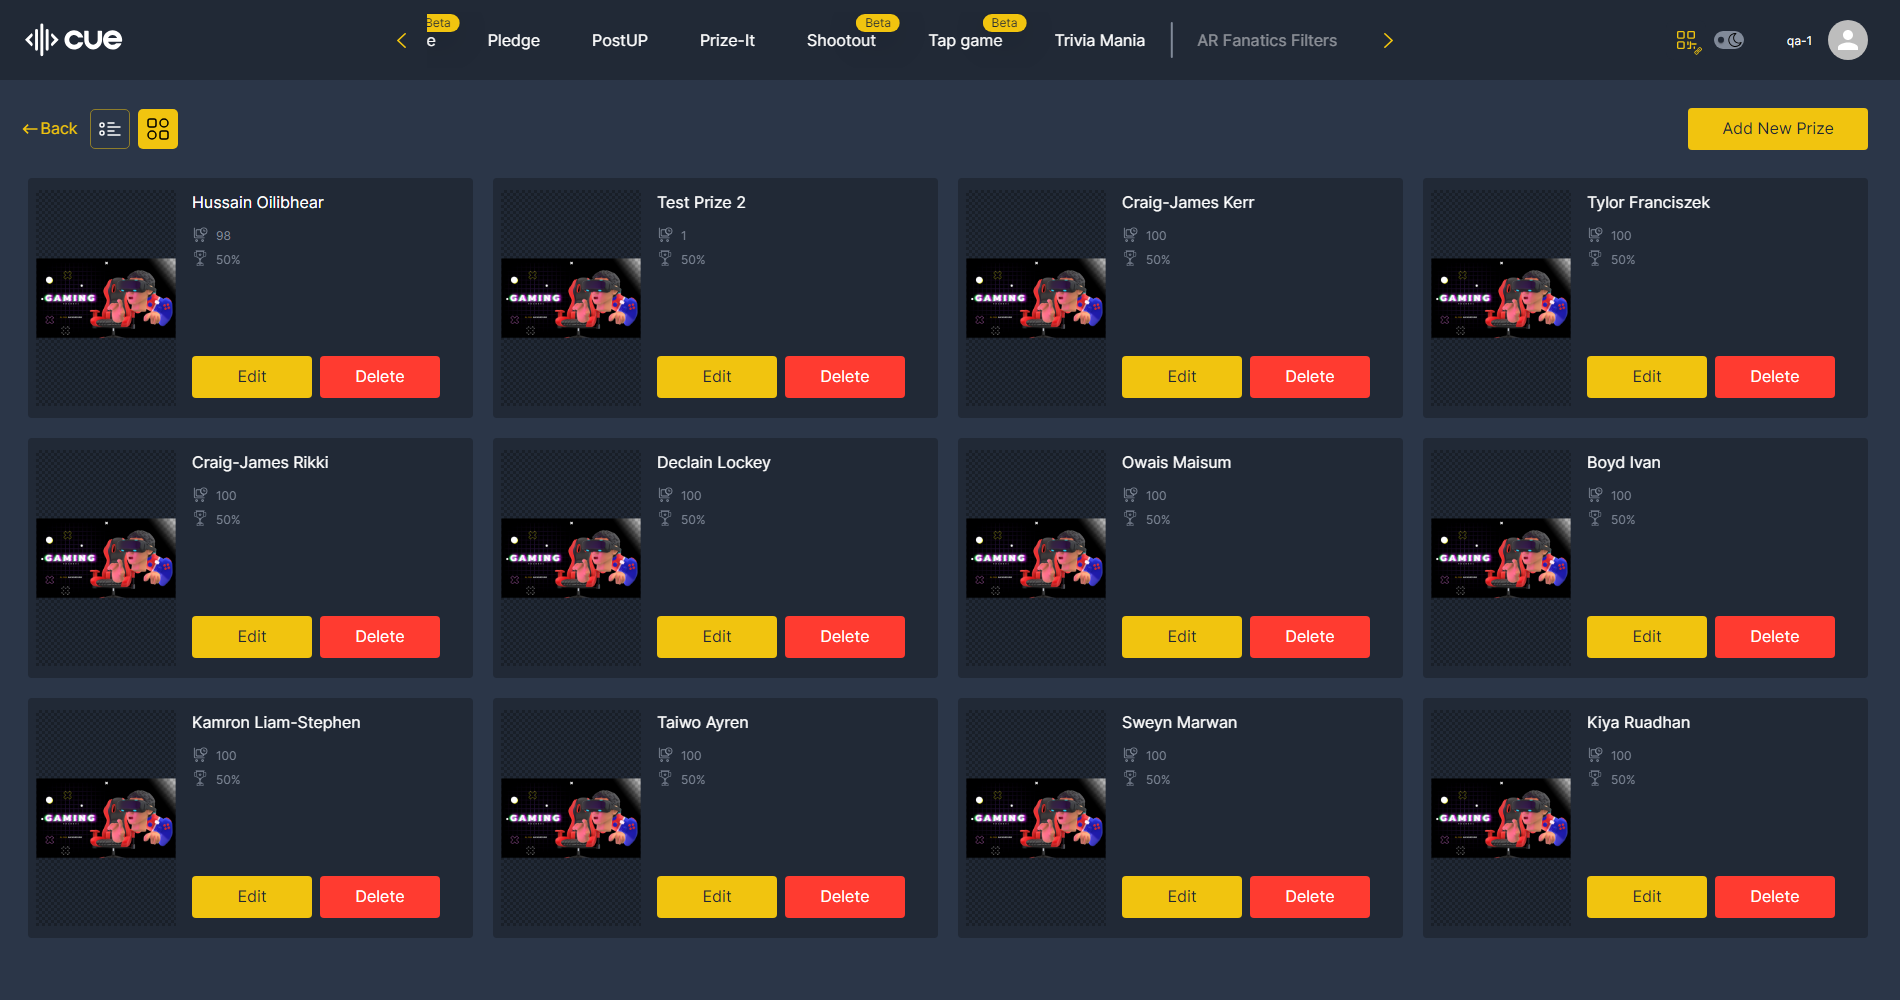 cue
Beta
e
Pledge
PostUP
Prize-It
Beta
Shootout
Beta
Tap game
Trivia Mania
AR Fanatics Filters
qa-1
Back
Add New Prize
Hussain Oilibhear
98
50%
GAMING
Edit
Delete
Test Prize 2
1
50%
GAMING
Edit
Delete
Craig-James Kerr
100
50%
GAMING
Edit
Delete
Tylor Franciszek
100
50%
GAMING
Edit
Delete
Craig-James Rikki
100
50%
GAMING
Edit
Delete
Declain Lockey
100
50%
GAMING
Edit
Delete
Owais Maisum
100
50%
GAMING
Edit
Delete
Boyd Ivan
100
50%
GAMING
Edit
Delete
Kamron Liam-Stephen
100
50%
GAMING
Edit
Delete
Taiwo Ayren
100
50%
GAMING
Edit
Delete
Sweyn Marwan
100
50%
GAMING
Edit
Delete
Kiya Ruadhan
100
50%
GAMING
Edit
Delete